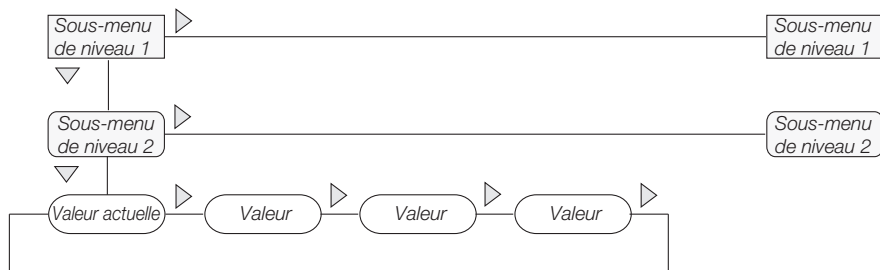 Sous-menu
de niveau 1
Sous-menu
de niveau 1
Sous-menu
de niveau 2
Sous-menu
de niveau 2
Valeur actuelle
Valeur
Valeur
Valeur